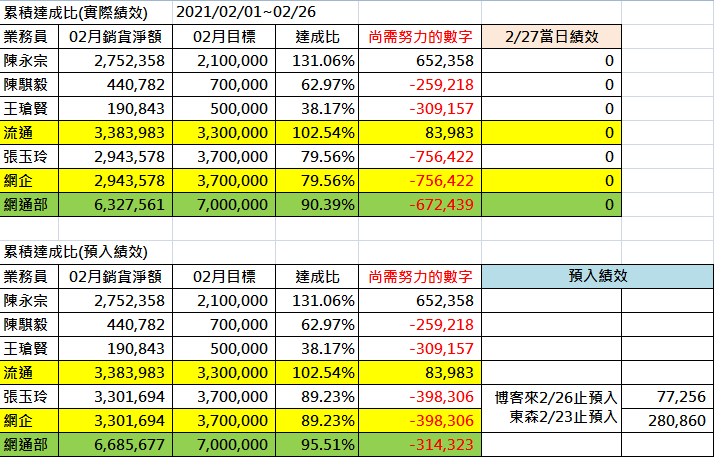 累積達成比(實際績效) 2021/02/01~02/26
業務員 02月銷貨淨額 02月目標 達成比 尚需努力的數字 2/27當日績效
陳永宗 2,752,358 2,100,000 131.06% 652,358 0
陳騏毅 440,782 700,000 62.97% -259,218 0
王瑲賢 190,843 500,000 38.17% -309,157 0
流通 3,383,983 3,300,000 102.54% 83,983 0
張玉玲 2,943,578 3,700,000 79.56% -756,422 0
網企 2,943,578 3,700,000 79.56% -756,422 0
網通部 6,327,561 7,000,000 90.39% -672,439 0
累積達成比(預入績效)
業務員 02月銷貨淨額 02月目標 達成比 尚需努力的數字 預入績效
陳永宗 2,752,358 2,100,000 131.06% 652,358
陳騏毅 440,782 700,000 62.97% -259,218
王瑲賢 190,843 500,000 38.17% -309,157
流通 3,383,983 3,300,000 102.54% 83,983
張玉玲 3,301,694 3,700,000 89.23% -398,306 博客來2/26止預入 77,256
網企 3,301,694 3,700,000 89.23% -398,306 東森2/23止預入 280,860
網通部 6,685,677 7,000,000 95.51% -314,323